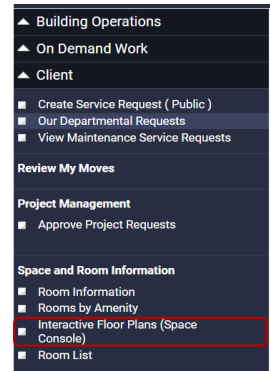 Building Operations
On Demand Work
Client
Create Service Request ( Public )
Our Departmental Requests
View Maintenance Service Requests
Review My Moves
Project Management
Approve Project Requests
Space and Room Information
Room Information
Rooms by Amenity
Interactive Floor Plans (Space
Console)
Room List